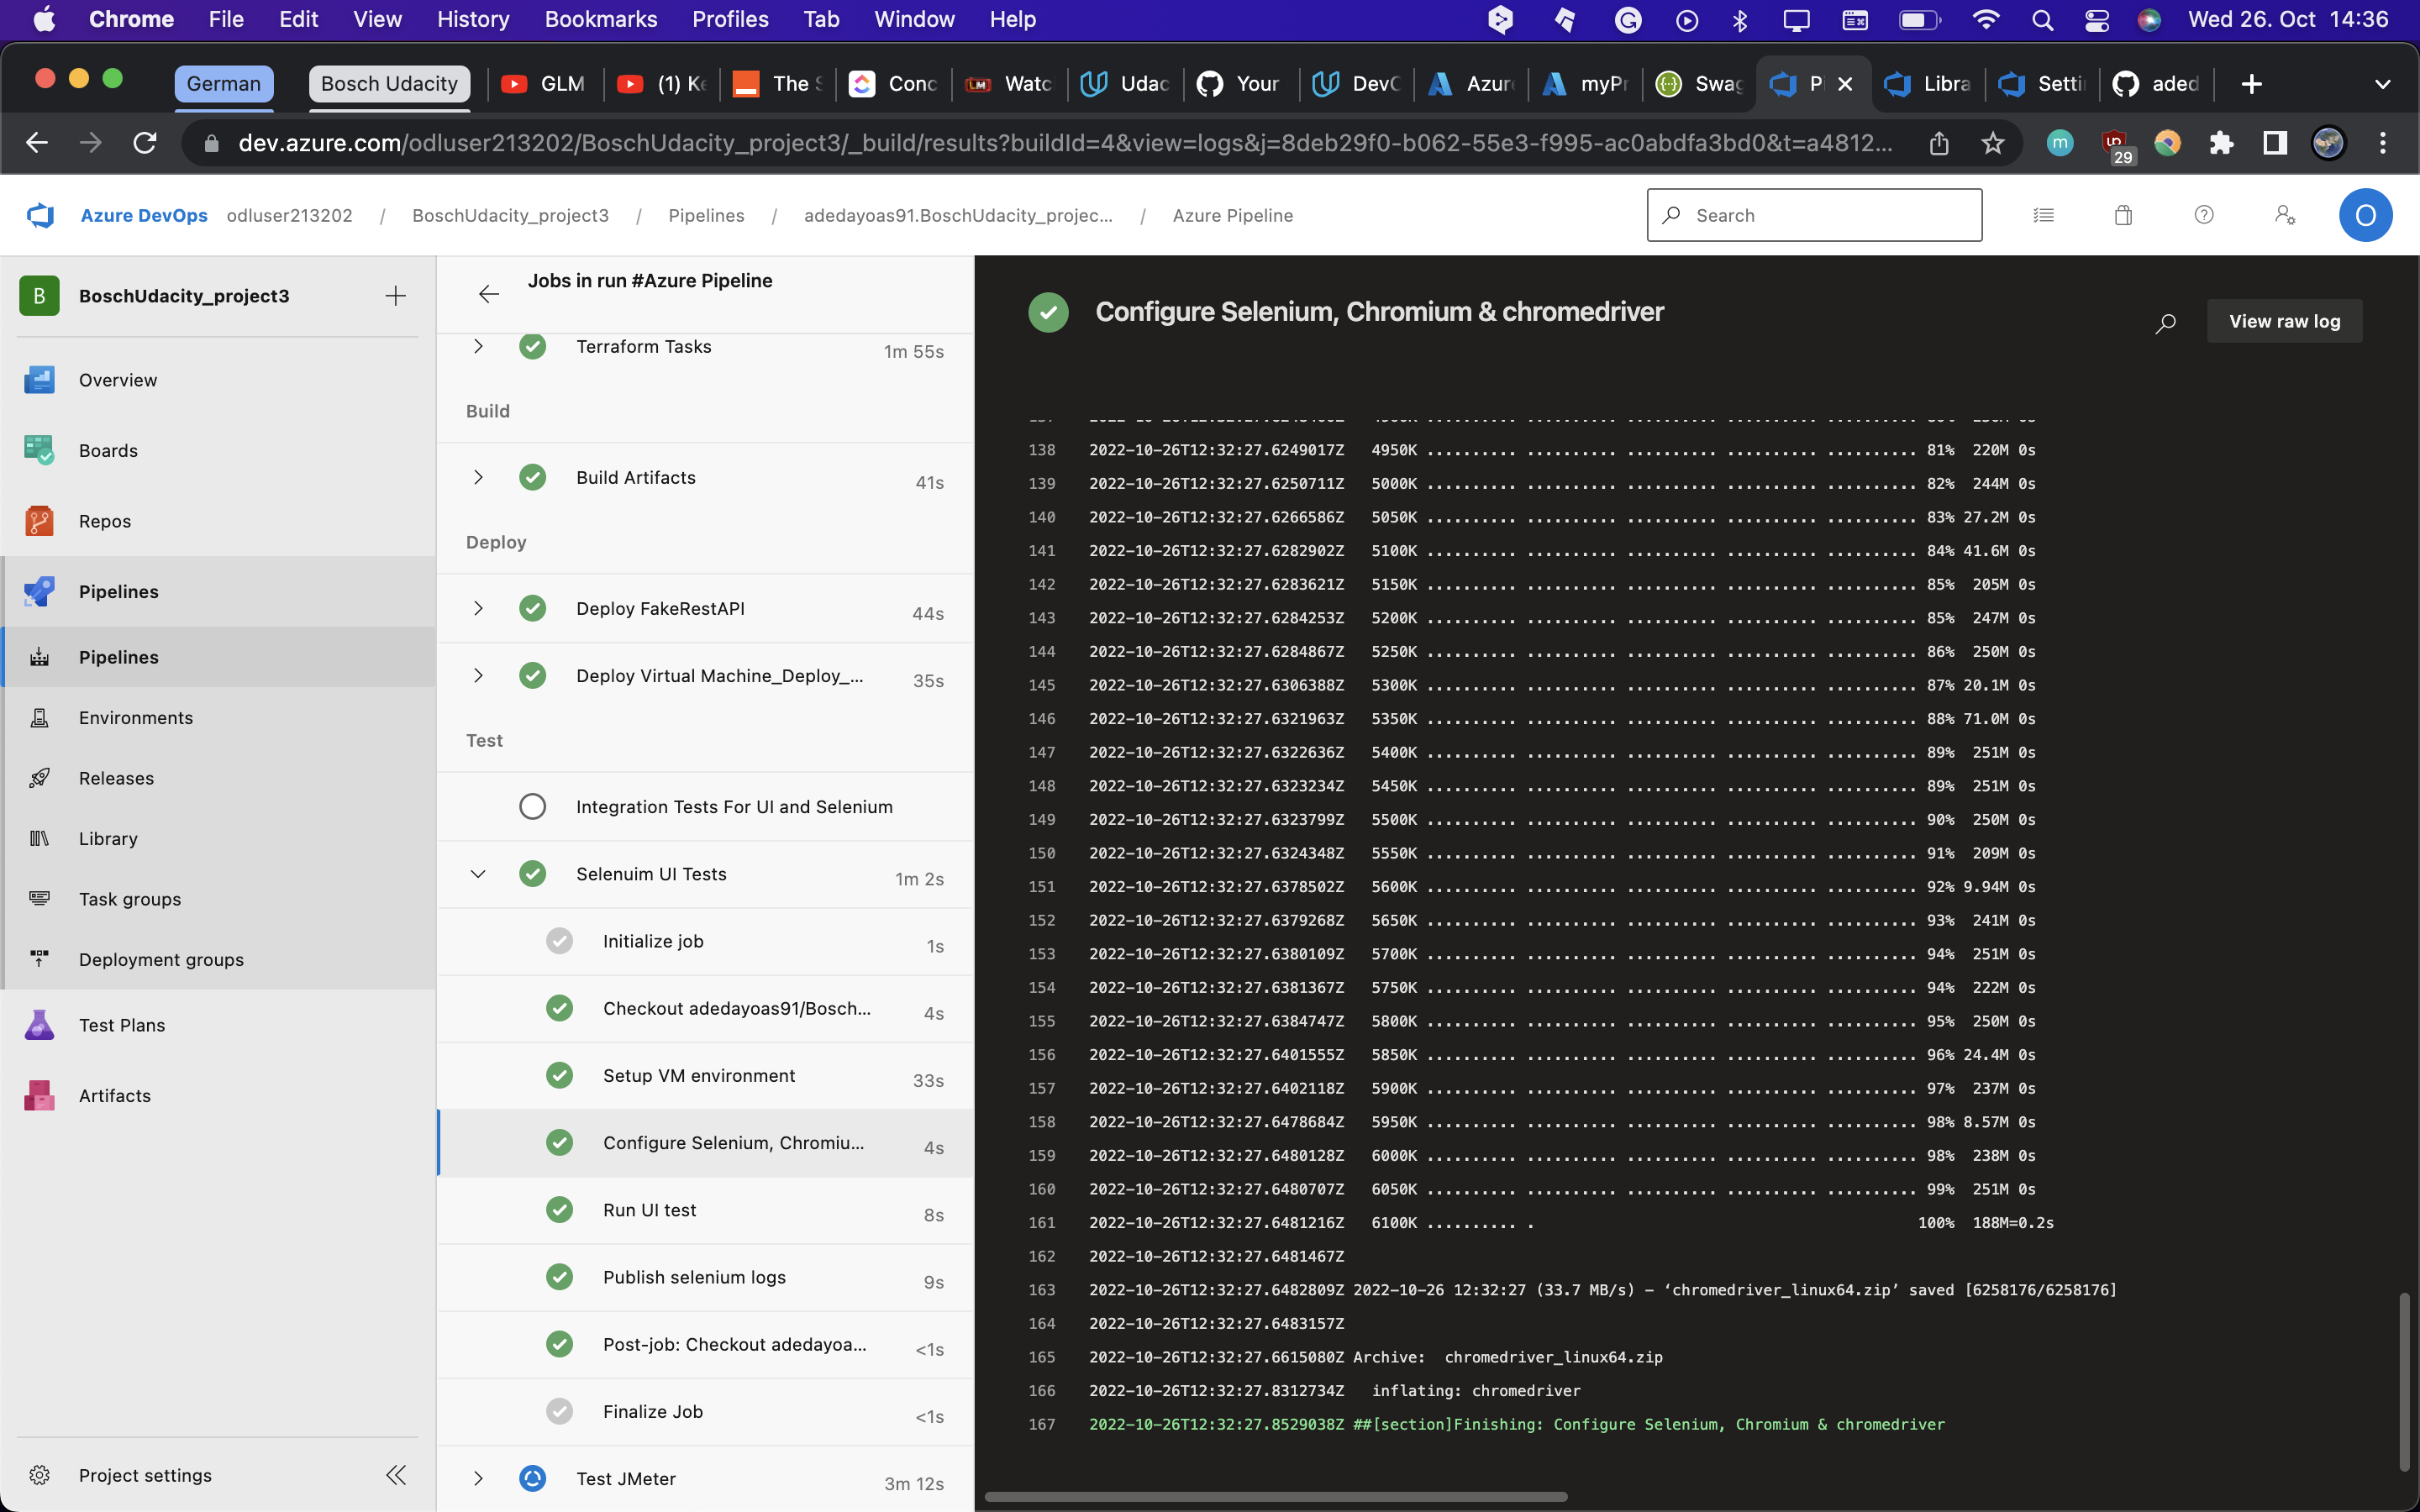 Chrome File Edit View History Bookmarks Profiles Tab Window Help Wed 26. Oct 14:36
German Bosch Udacity GLM (1) Ke The S Conc Watc Udac Your DevC Azur myPr Swag Pi Libra Setti aded
dev.azure.com/odluser213202/BoschUdacity_project3/_build/results?buildId=4&view=logs&j=8deb29f0-b062-55e3-f995-ac0abdfa3bd0&t=a4812... m 29
Azure DevOps odluser213202 / BoschUdacity_project3 / Pipelines / adedayoas91.BoschUdacity_projec... / Azure Pipeline Search O
B BoschUdacity_project3
Overview
Boards
Repos
Pipelines
Pipelines
Environments
Releases
Library
Task groups
Deployment groups
Test Plans
Artifacts
Project settings
Jobs in run #Azure Pipeline
Terraform Tasks 1m 55s
Build
Build Artifacts 41s
Deploy
Deploy FakeRestAPI 44s
Deploy Virtual Machine_Deploy_... 35s
Test
Integration Tests For UI and Selenium
Selenuim UI Tests 1m 2s
Initialize job 1s
Checkout adedayoas91/Bosch... 4s
Setup VM environment 33s
Configure Selenium, Chromiu... 4s
Run UI test 8s
Publish selenium logs 9s
Post-job: Checkout adedayoa... <1s
Finalize Job <1s
Test JMeter 3m 12s
Configure Selenium, Chromium & chromedriver
View raw log
138 2022-10-26T12:32:27.6249017Z 4950K .......... .......... .......... .......... .......... 81% 220M 0s
139 2022-10-26T12:32:27.6250711Z 5000K .......... .......... .......... .......... .......... 82% 244M 0s
140 2022-10-26T12:32:27.6266586Z 5050K .......... .......... .......... .......... .......... 83% 27.2M 0s
141 2022-10-26T12:32:27.6282902Z 5100K .......... .......... .......... .......... .......... 84% 41.6M 0s
142 2022-10-26T12:32:27.6283621Z 5150K .......... .......... .......... .......... .......... 85% 205M 0s
143 2022-10-26T12:32:27.6284253Z 5200K .......... .......... .......... .......... .......... 85% 247M 0s
144 2022-10-26T12:32:27.6284867Z 5250K .......... .......... .......... .......... .......... 86% 250M 0s
145 2022-10-26T12:32:27.6306388Z 5300K .......... .......... .......... .......... .......... 87% 20.1M 0s
146 2022-10-26T12:32:27.6321963Z 5350K .......... .......... .......... .......... .......... 88% 71.0M 0s
147 2022-10-26T12:32:27.6322636Z 5400K .......... .......... .......... .......... .......... 89% 251M 0s
148 2022-10-26T12:32:27.6323234Z 5450K .......... .......... .......... .......... .......... 89% 251M 0s
149 2022-10-26T12:32:27.6323799Z 5500K .......... .......... .......... .......... .......... 90% 250M 0s
150 2022-10-26T12:32:27.6324348Z 5550K .......... .......... .......... .......... .......... 91% 209M 0s
151 2022-10-26T12:32:27.6378502Z 5600K .......... .......... .......... .......... .......... 92% 9.94M 0s
152 2022-10-26T12:32:27.6379268Z 5650K .......... .......... .......... .......... .......... 93% 241M 0s
153 2022-10-26T12:32:27.6380109Z 5700K .......... .......... .......... .......... .......... 94% 251M 0s
154 2022-10-26T12:32:27.6381367Z 5750K .......... .......... .......... .......... .......... 94% 222M 0s
155 2022-10-26T12:32:27.6384747Z 5800K .......... .......... .......... .......... .......... 95% 250M 0s
156 2022-10-26T12:32:27.6401555Z 5850K .......... .......... .......... .......... .......... 96% 24.4M 0s
157 2022-10-26T12:32:27.6402118Z 5900K .......... .......... .......... .......... .......... 97% 237M 0s
158 2022-10-26T12:32:27.6478684Z 5950K .......... .......... .......... .......... .......... 98% 8.57M 0s
159 2022-10-26T12:32:27.6480128Z 6000K .......... .......... .......... .......... .......... 98% 238M 0s
160 2022-10-26T12:32:27.6480707Z 6050K .......... .......... .......... .......... .......... 99% 251M 0s
161 2022-10-26T12:32:27.6481216Z 6100K .......... . 100% 188M=0.2s
162 2022-10-26T12:32:27.6481467Z
163 2022-10-26T12:32:27.6482809Z 2022-10-26 12:32:27 (33.7 MB/s) - ‘chromedriver_linux64.zip’ saved [6258176/6258176]
164 2022-10-26T12:32:27.6483157Z
165 2022-10-26T12:32:27.6615080Z Archive: chromedriver_linux64.zip
166 2022-10-26T12:32:27.8312734Z inflating: chromedriver
167 2022-10-26T12:32:27.8529038Z ##[section]Finishing: Configure Selenium, Chromium & chromedriver